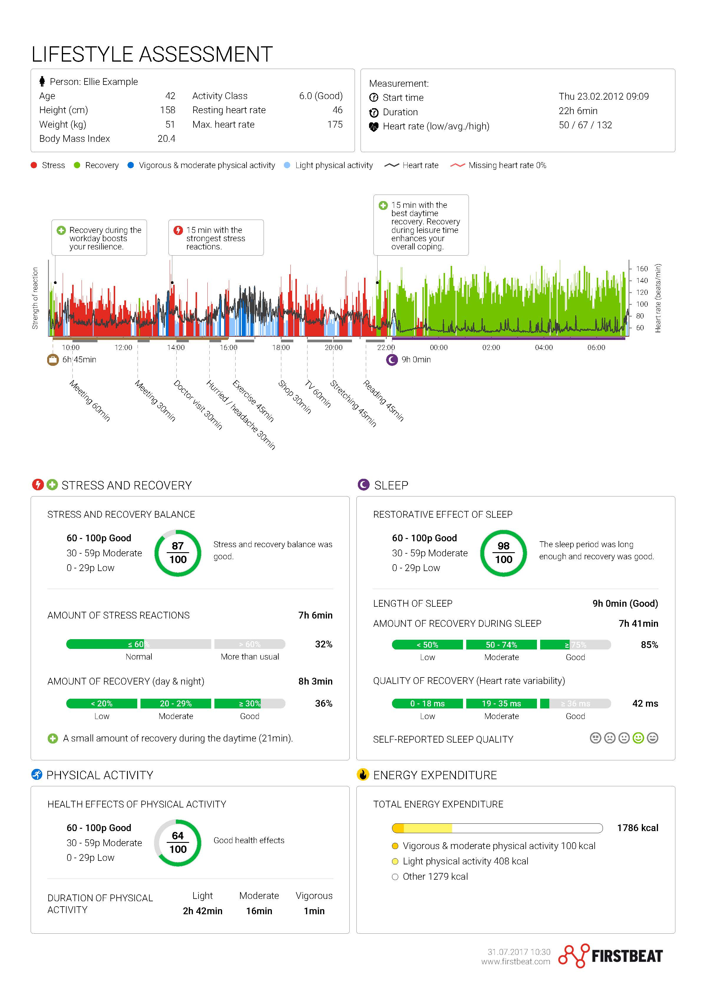 LIFESTYLE ASSESSMENT
Person: Ellie Example
Age 42
Height (cm) 158
Weight (kg) 51
Body Mass Index 20.4
Activity Class 6.0 (Good)
Resting heart rate 46
Max. heart rate 175
Measurement:
Start time Thu 23.02.2012 09:09
Duration 22h 6min
Heart rate (low/avg./high) 50 / 67 / 132
Stress Recovery Vigorous & moderate physical activity Light physical activity Heart rate Missing heart rate 0%
Recovery during the
workday boosts
your resilience.
15 min with the
strongest stress
reactions.
15 min with the
best daytime
recovery. Recovery
during leisure time
enhances your
overall coping.
Strength of reaction
160
140
120
100
80
60
Heart rate (beats/min)
10:00 12:00 14:00 16:00 18:00 20:00 22:00 00:00 02:00 04:00 06:00
6h 45min
9h 0min
Meeting 60min
Meeting 30min
Doctor visit 30min
Hurried / headache 30min
Exercise 45min
Shop 30min
TV 60min
Stretching 45min
Reading 45min
STRESS AND RECOVERY
STRESS AND RECOVERY BALANCE
60 - 100p Good
30 - 59p Moderate
0 - 29p Low
87
100
Stress and recovery balance was
good.
AMOUNT OF STRESS REACTIONS 7h 6min
≤ 60% > 60% 32%
Normal More than usual
AMOUNT OF RECOVERY (day & night) 8h 3min
< 20% 20 - 29% ≥ 30% 36%
Low Moderate Good
A small amount of recovery during the daytime (21min).
SLEEP
RESTORATIVE EFFECT OF SLEEP
60 - 100p Good
30 - 59p Moderate
0 - 29p Low
98
100
The sleep period was long
enough and recovery was good.
LENGTH OF SLEEP 9h 0min (Good)
AMOUNT OF RECOVERY DURING SLEEP 7h 41min
< 50% 50 - 74% ≥ 75% 85%
Low Moderate Good
QUALITY OF RECOVERY (Heart rate variability)
0 - 18 ms 19 - 35 ms ≥ 36 ms 42 ms
Low Moderate Good
SELF-REPORTED SLEEP QUALITY
PHYSICAL ACTIVITY
HEALTH EFFECTS OF PHYSICAL ACTIVITY
60 - 100p Good
30 - 59p Moderate
0 - 29p Low
64
100
Good health effects
DURATION OF PHYSICAL
ACTIVITY
Light Moderate Vigorous
2h 42min 16min 1min
ENERGY EXPENDITURE
TOTAL ENERGY EXPENDITURE
1786 kcal
Vigorous & moderate physical activity 100 kcal
Light physical activity 408 kcal
Other 1279 kcal
31.07.2017 10:30
www.firstbeat.com
FIRSTBEAT